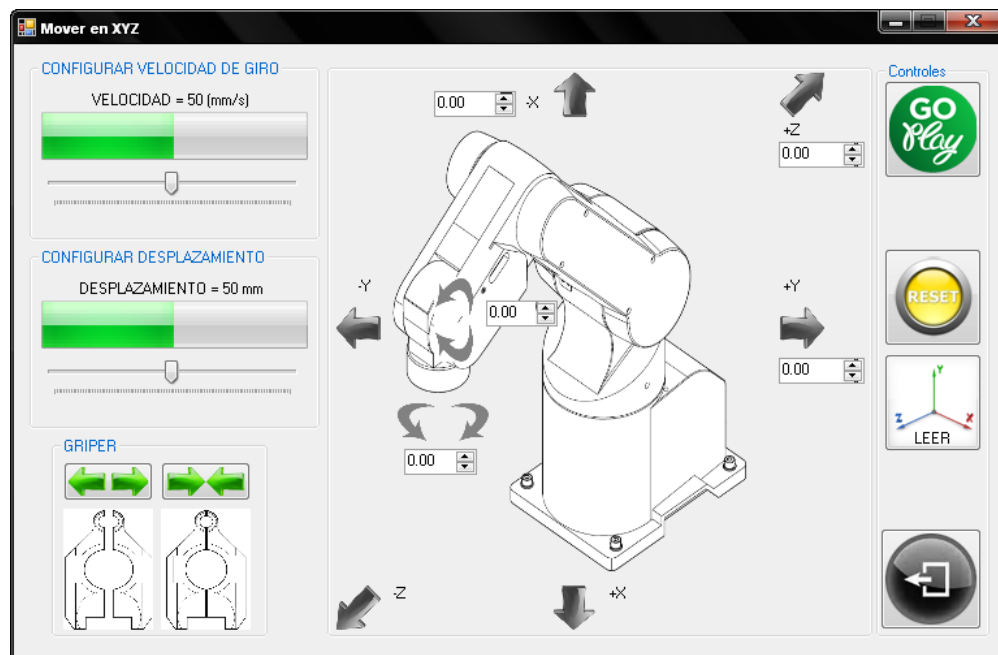 Mover en XYZ
CONFIGURAR VELOCIDAD DE GIRO
VELOCIDAD = 50 (mm/s)
CONFIGURAR DESPLAZAMIENTO
DESPLAZAMIENTO = 50 mm
GRIPER
0.00 -X
+Z
0.00
-Y
0.00
+Y
0.00
0.00
-Z
+X
Controles
GO
Play
RESET
Y
Z X
LEER